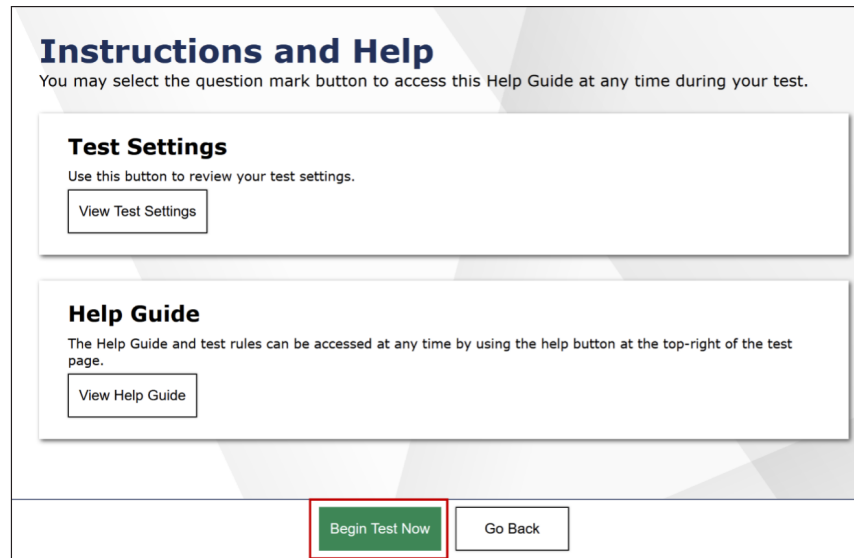 Instructions and Help
You may select the question mark button to access this Help Guide at any time during your test.
Test Settings
Use this button to review your test settings.
View Test Settings
Help Guide
The Help Guide and test rules can be accessed at any time by using the help button at the top-right of the test
page.
View Help Guide
Begin Test Now
Go Back